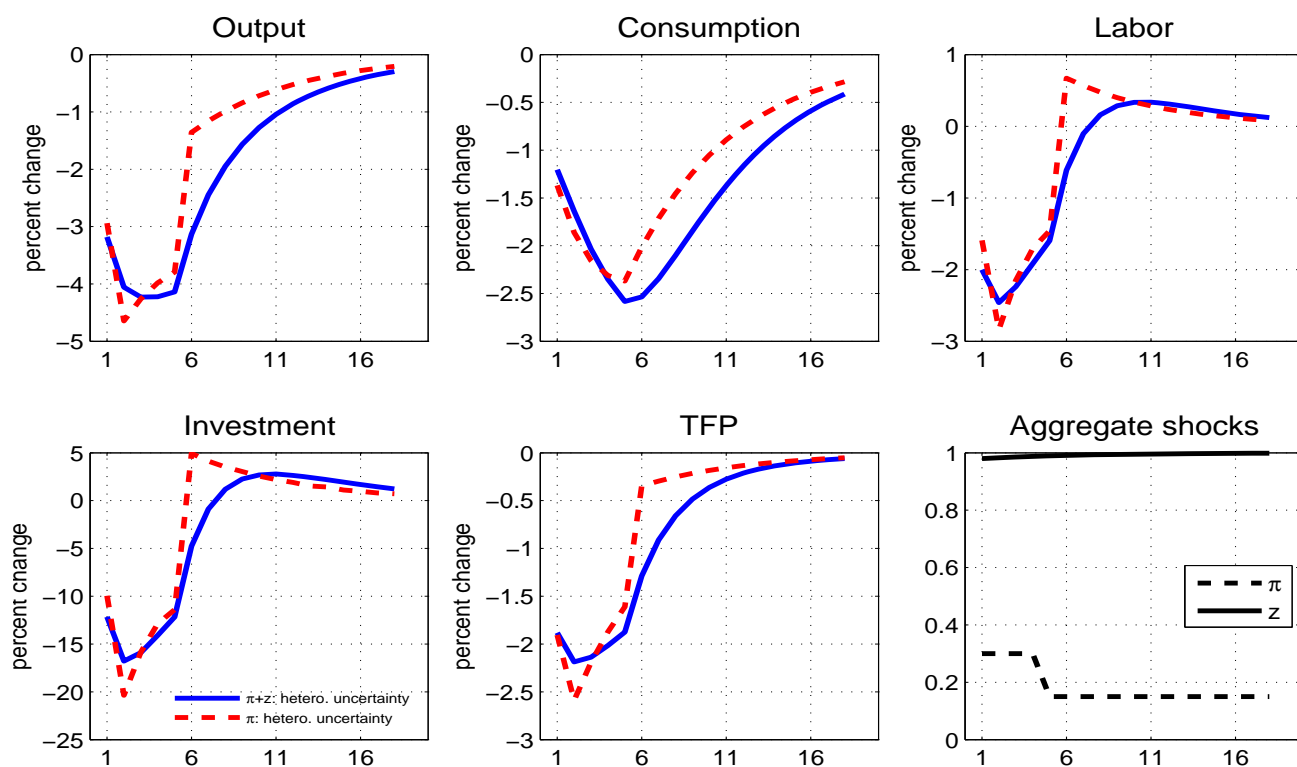 Output
Consumption
Labor
percent change
0
−1
−2
−3
−4
−5
1 6 11 16
0
−0.5
−1
−1.5
−2
−2.5
−3
1 6 11 16
percent change
1
0
−1
−2
−3
1 6 11 16
percent change
Investment
TFP
Aggregate shocks
percent change
5
0
−5
−10
−15
−20
−25
1 6 11 16
π+z: hetero. uncertainty
π: hetero. uncertainty
percent change
0
−0.5
−1
−1.5
−2
−2.5
−3
1 6 11 16
1
0.8
0.6
0.4
0.2
0
1 6 11 16
π
z